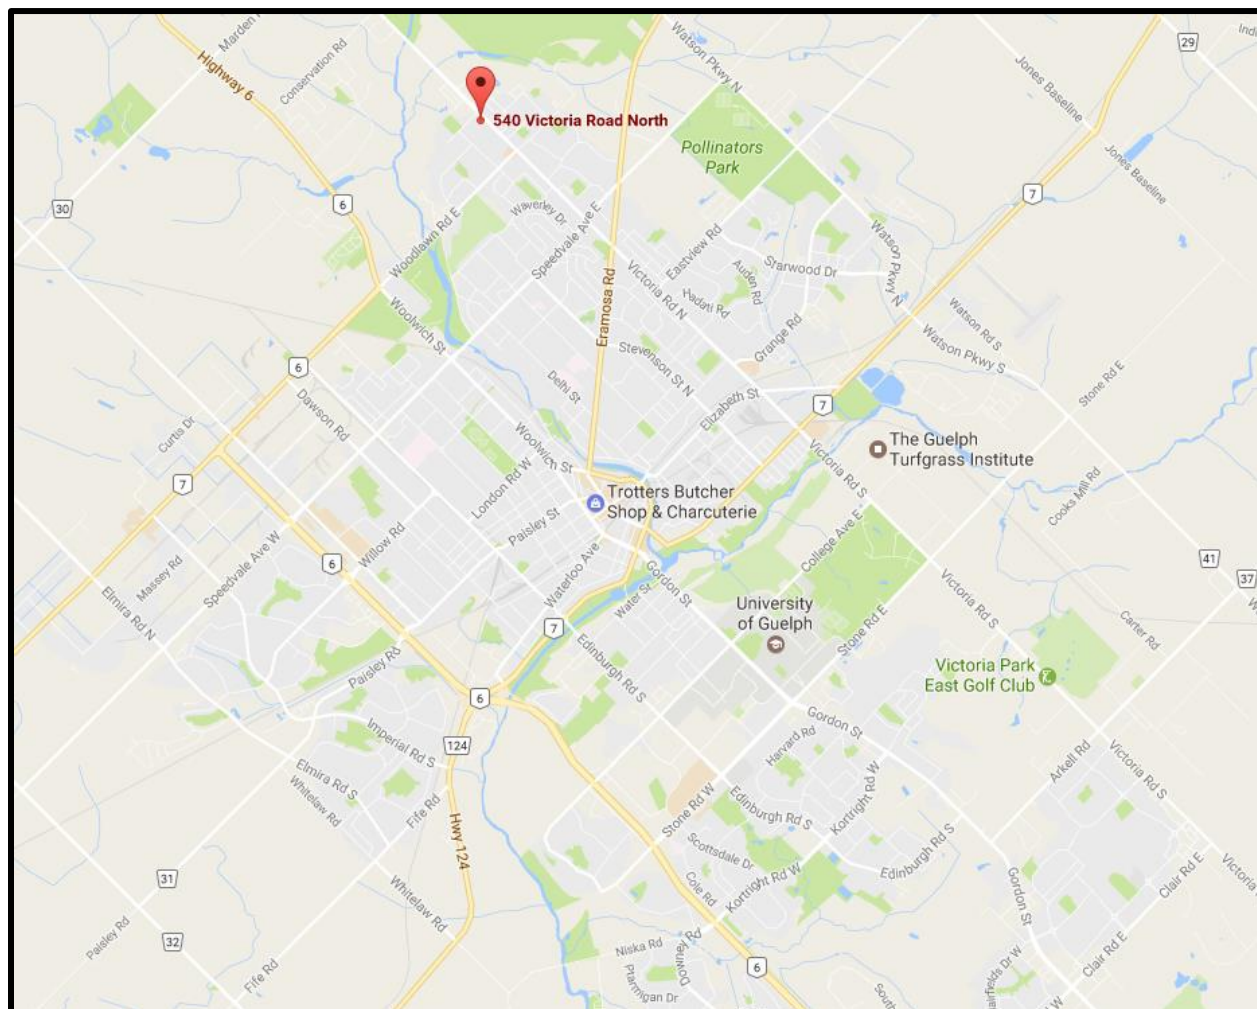 Marden R
Conservation Rd
Highway 6
540 Victoria Road North
Watson Pkwy N
29
Indi
Jones Baseline
Pollinators
Park
Jones Baseline
7
30
6
Waverley Dr
Speedvale Ave E
Woodlawn Rd E
Eastview Rd
Watson Pkwy N
Starwood Dr
Auden Rd
Victoria Rd N
Hadati Rd
Eramosa Rd
Woolwich St
Grange Rd
Watson Rd S
Watson Pkwy S
Stone Rd E
6
Stevenson St N
Delhi St
Dawson Rd
Elizabeth St
7
Curtis Dr
Woolwich St
The Guelph
Turfgrass Institute
Victoria Rd S
7
London Rd W
Trotters Butcher
Shop & Charcuterie
Cooks Mill Rd
Paisley St
Willow Rd
College Ave E
Speedvale Ave W
Massey Rd
6
Waterloo Ave
Gordon St
41
37
Elmira Rd N
Water St
University
of Guelph
Victoria Rd S
Stone Rd E
Carter Rd
W
7
Edinburgh Rd S
Paisley Rd
Victoria Park
East Golf Club
6
Imperial Rd S
124
Gordon St
Harvard Rd
Arkell Rd
Victoria Rd S
Elmira Rd S
Whitelaw Rd
Fife Rd
Hwy 124
Stone Rd W
Edinburgh Rd S
Kortright Rd W
Scottsdale Dr
Edinburgh Rd S
Clair Rd E
Victoria
31
Whitelaw Rd
Cole Rd
Kortright Rd W
Gordon St
Paisley Rd
32
Niska Rd
Downey Rd
Clair Rd E
Fife Rd
Ptarmigan Dr
6
South
airfields Dr W
d W